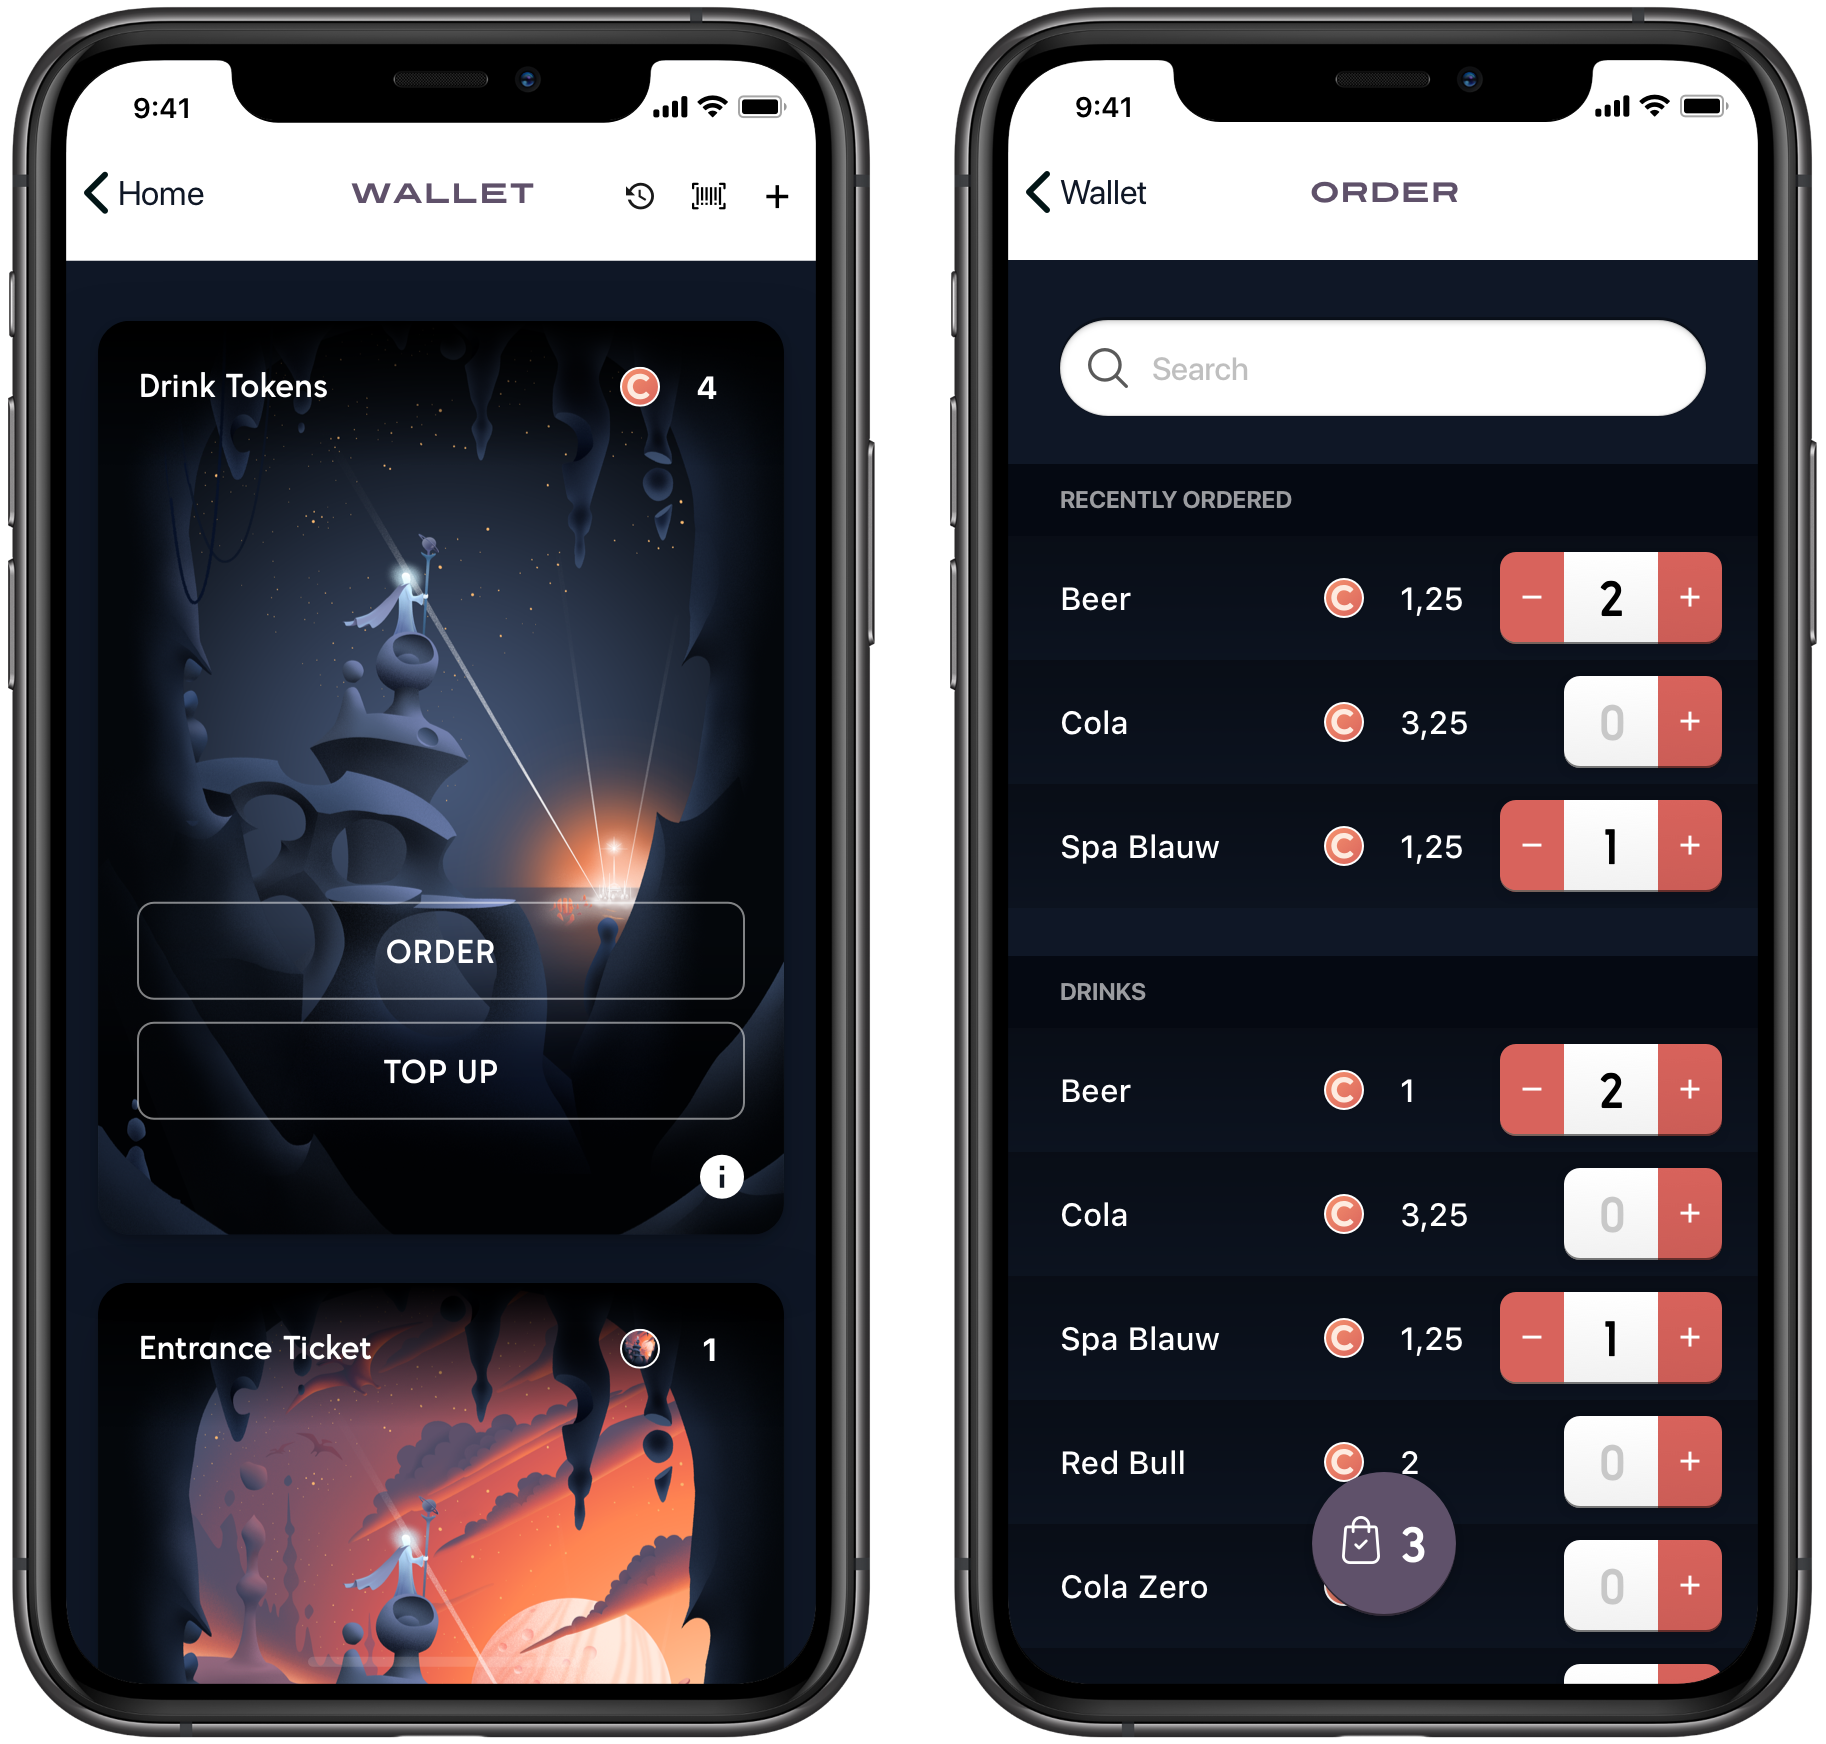 9:41
Home
WALLET
Drink Tokens
C
4
ORDER
TOP UP
i
Entrance Ticket
1
9:41
Wallet
ORDER
Search
RECENTLY ORDERED
Beer C 1,25 − 2 +
Cola C 3,25 0 +
Spa Blauw C 1,25 − 1 +
DRINKS
Beer C 1 − 2 +
Cola C 3,25 0 +
Spa Blauw C 1,25 − 1 +
Red Bull C 2 0 +
3
Cola Zero 0 +